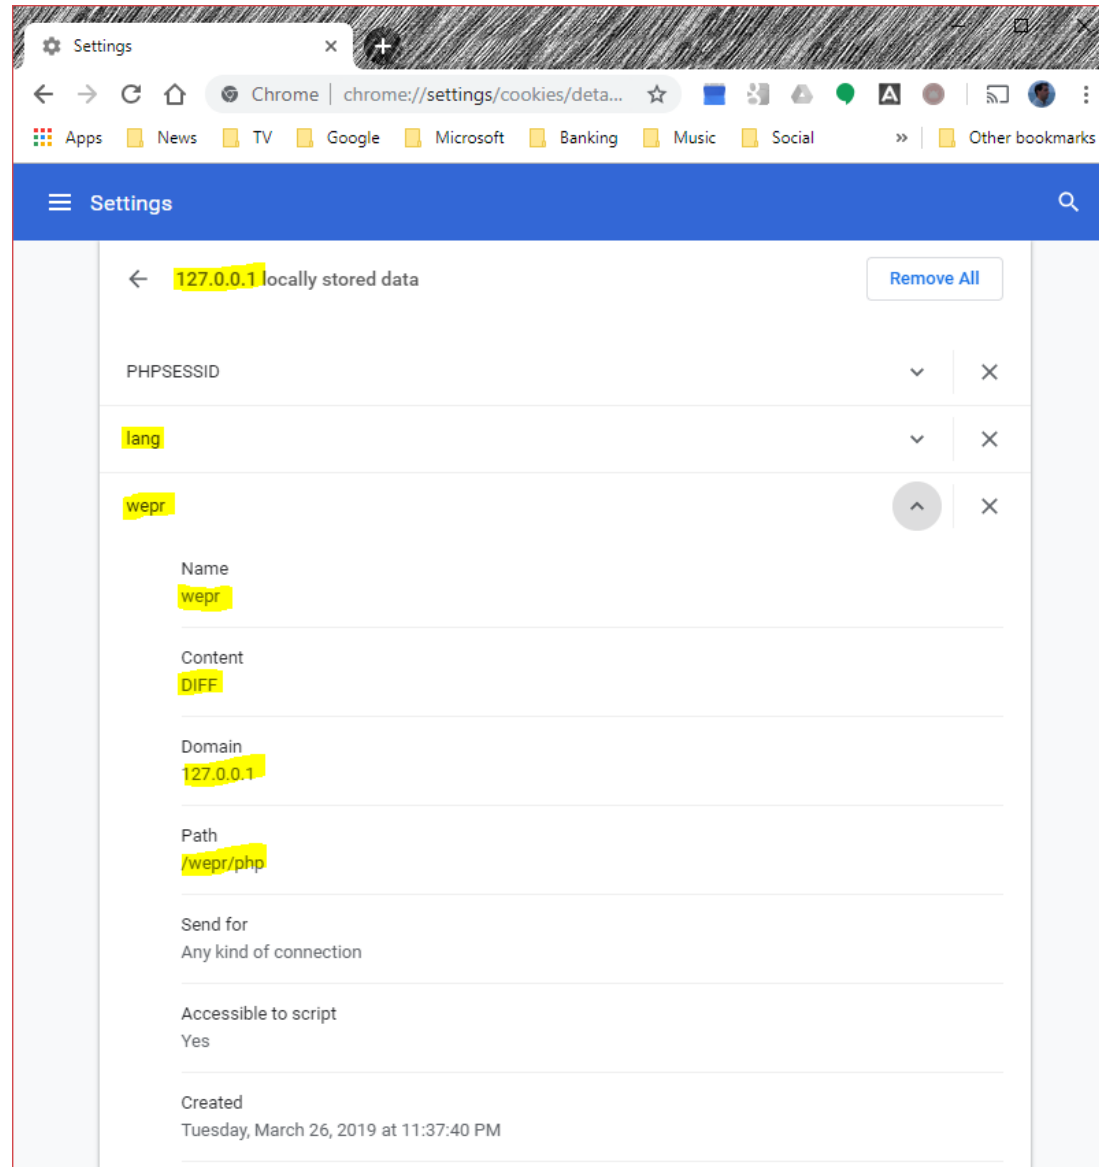 Settings
Chrome | chrome://settings/cookies/deta...
Apps News TV Google Microsoft Banking Music Social » Other bookmarks
Settings
127.0.0.1 locally stored data Remove All
PHPSESSID
lang
wepr
Name
wepr
Content
DIFF
Domain
127.0.0.1
Path
/wepr/php
Send for
Any kind of connection
Accessible to script
Yes
Created
Tuesday, March 26, 2019 at 11:37:40 PM